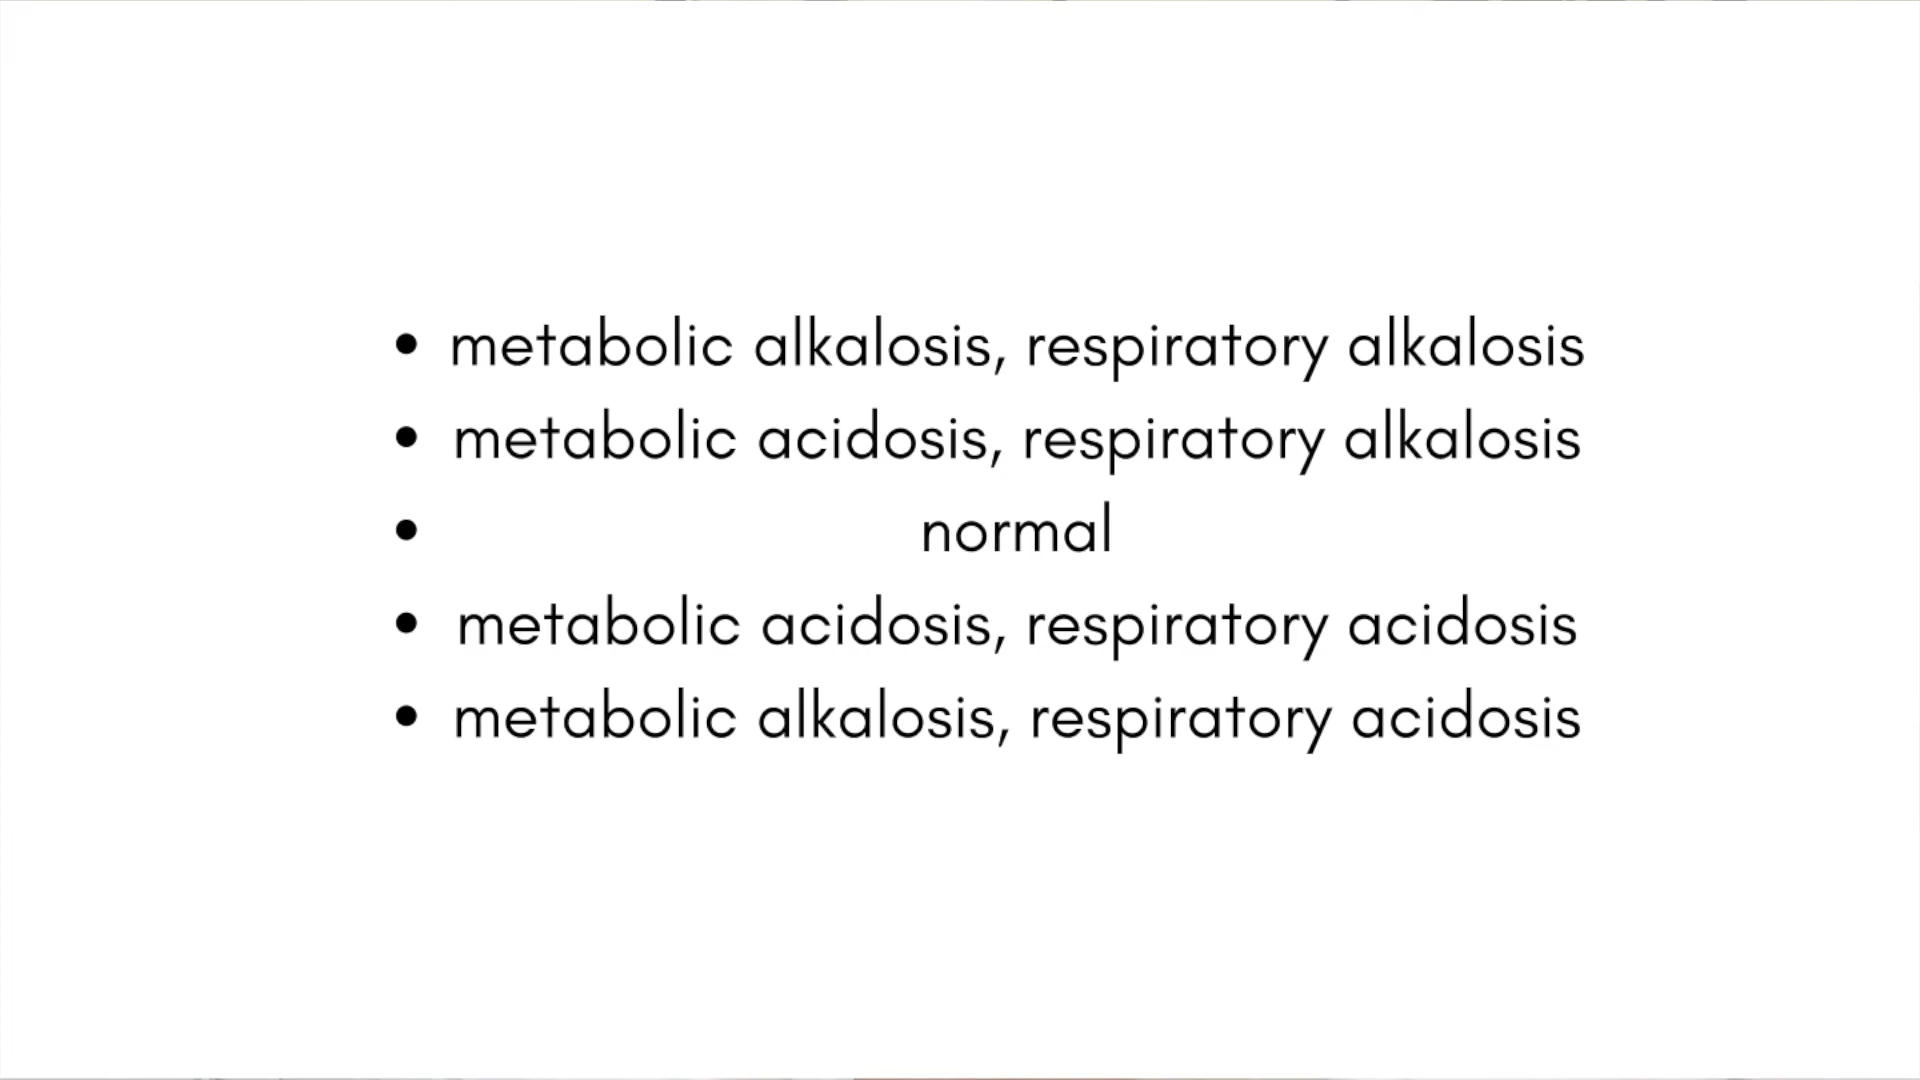 • metabolic alkalosis, respiratory alkalosis
• metabolic acidosis, respiratory alkalosis
• normal
• metabolic acidosis, respiratory acidosis
• metabolic alkalosis, respiratory acidosis